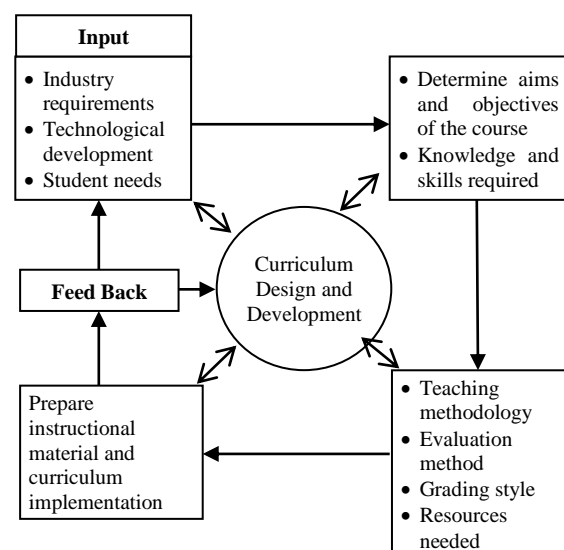 Input
• Industry
requirements
• Technological
development
• Student needs
• Determine aims
and objectives
of the course
• Knowledge and
skills required
Curriculum
Design and
Development
Feed Back
Prepare
instructional
material and
curriculum
implementation
• Teaching
methodology
• Evaluation
method
• Grading style
• Resources
needed